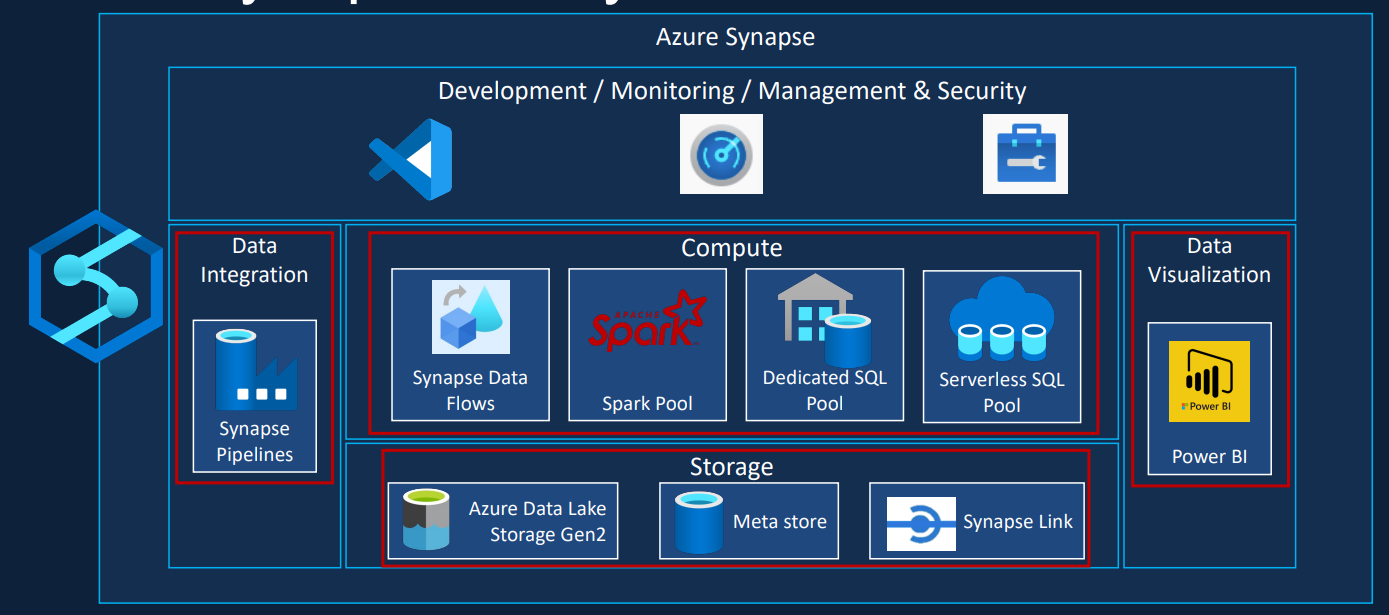 Azure Synapse
Development / Monitoring / Management & Security
Data
Integration
Synapse
Pipelines
Compute
Synapse Data
Flows
APACHE
Spark
Spark Pool
Dedicated SQL
Pool
Serverless SQL
Pool
Data
Visualization
Power BI
Power BI
Storage
Azure Data Lake
Storage Gen2
Meta store
Synapse Link